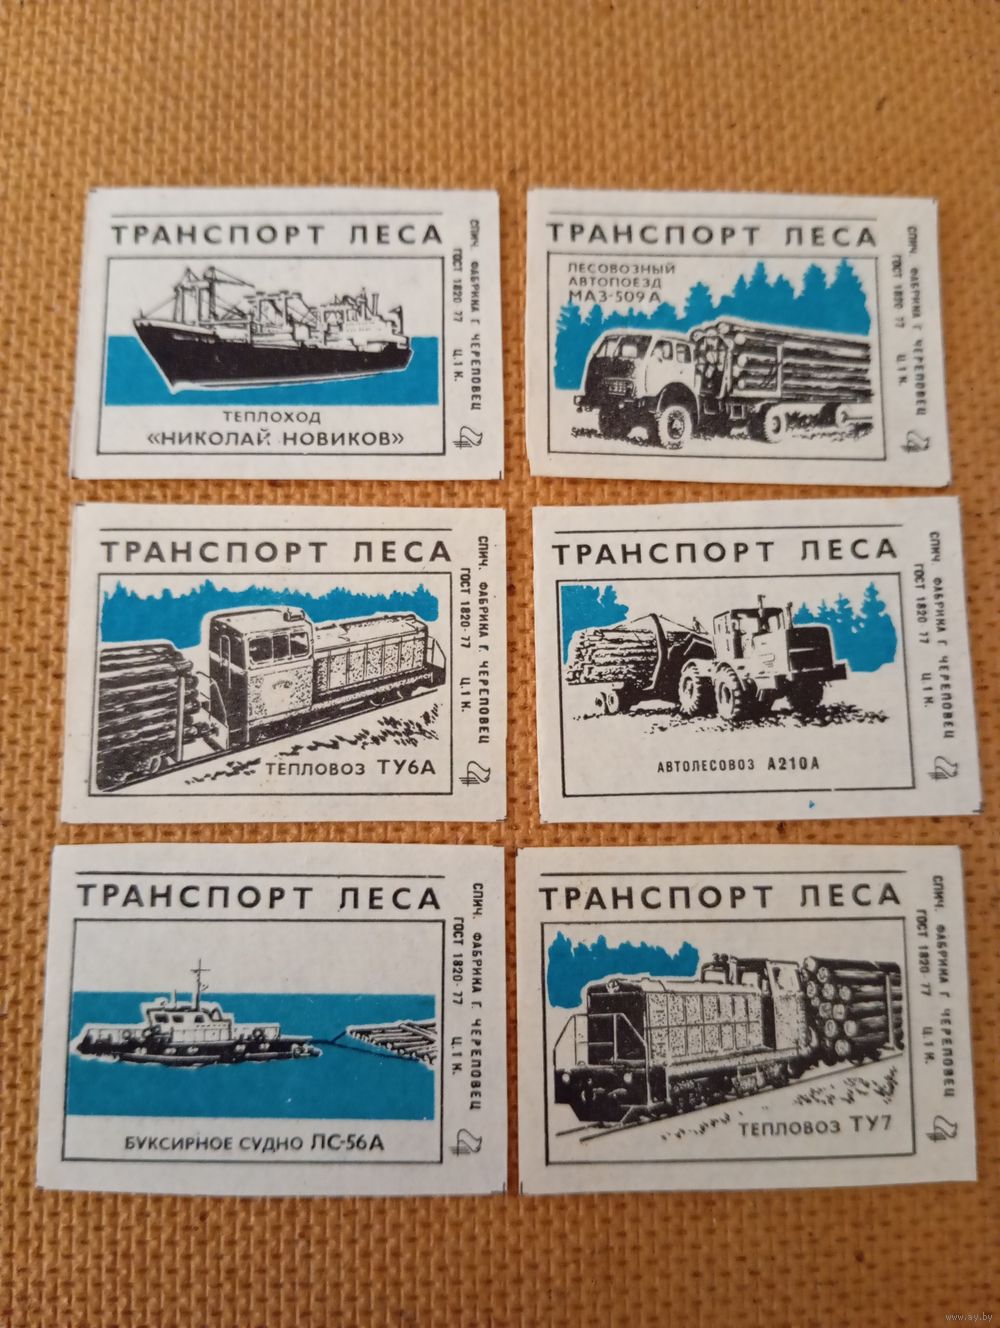 ТРАНСПОРТ ЛЕСА
ТЕПЛОХОД
«НИКОЛАЙ НОВИКОВ»
СПИЧ. ФАБРИКА Г. ЧЕРЕПОВЕЦ
ГОСТ 1820-77 Ц.1 К.
ТРАНСПОРТ ЛЕСА
ЛЕСОВОЗНЫЙ
АВТОПОЕЗД
МАЗ-509А
СПИЧ. ФАБРИКА Г. ЧЕРЕПОВЕЦ
ГОСТ 1820-77 Ц.1 К.
ТРАНСПОРТ ЛЕСА
ТЕПЛОВОЗ ТУ6А
СПИЧ. ФАБРИКА Г. ЧЕРЕПОВЕЦ
ГОСТ 1820-77 Ц.1 К.
ТРАНСПОРТ ЛЕСА
АВТОЛЕСОВОЗ А210А
СПИЧ. ФАБРИКА Г. ЧЕРЕПОВЕЦ
ГОСТ 1820-77 Ц.1 К.
ТРАНСПОРТ ЛЕСА
БУКСИРНОЕ СУДНО ЛС-56А
СПИЧ. ФАБРИКА Г. ЧЕРЕПОВЕЦ
ГОСТ 1820-77 Ц.1 К.
ТРАНСПОРТ ЛЕСА
ТЕПЛОВОЗ ТУ7
СПИЧ. ФАБРИКА Г. ЧЕРЕПОВЕЦ
ГОСТ 1820-77 Ц.1 К.
www.ay.by